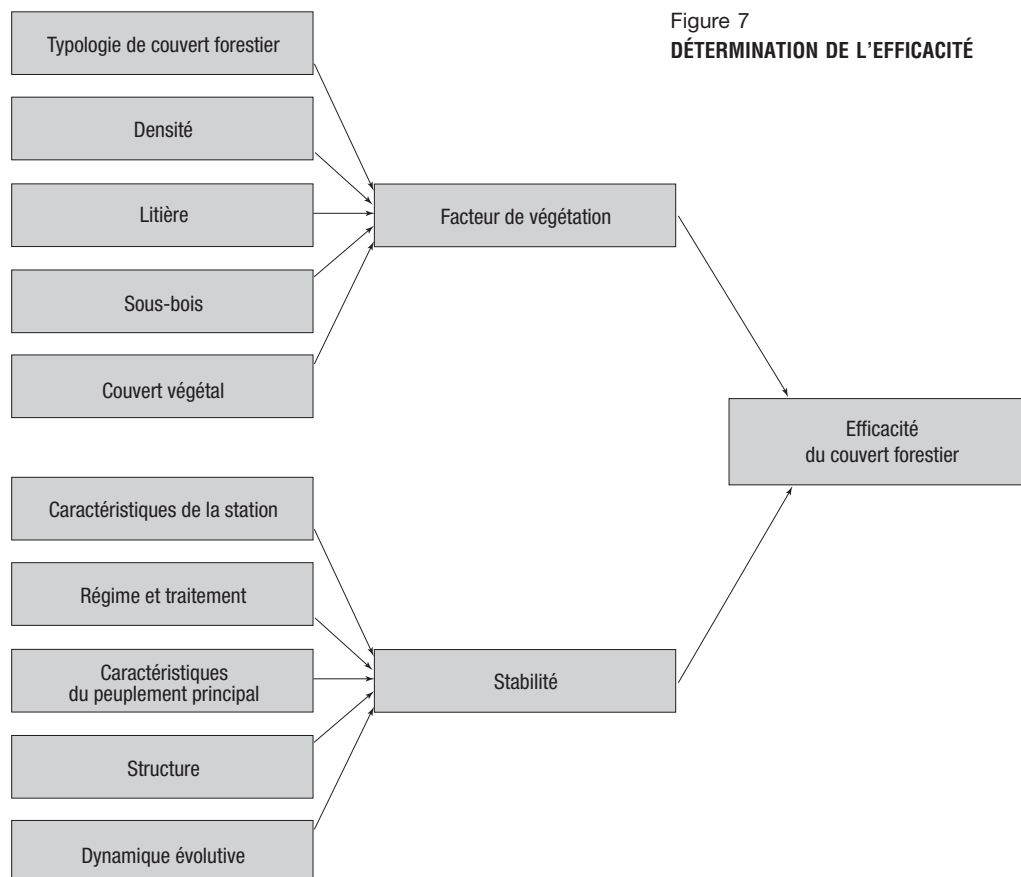 Figure 7
DÉTERMINATION DE L'EFFICACITÉ
Typologie de couvert forestier
Densité
Litière
Sous-bois
Couvert végétal
Facteur de végétation
Caractéristiques de la station
Régime et traitement
Caractéristiques
du peuplement principal
Structure
Dynamique évolutive
Stabilité
Efficacité
du couvert forestier